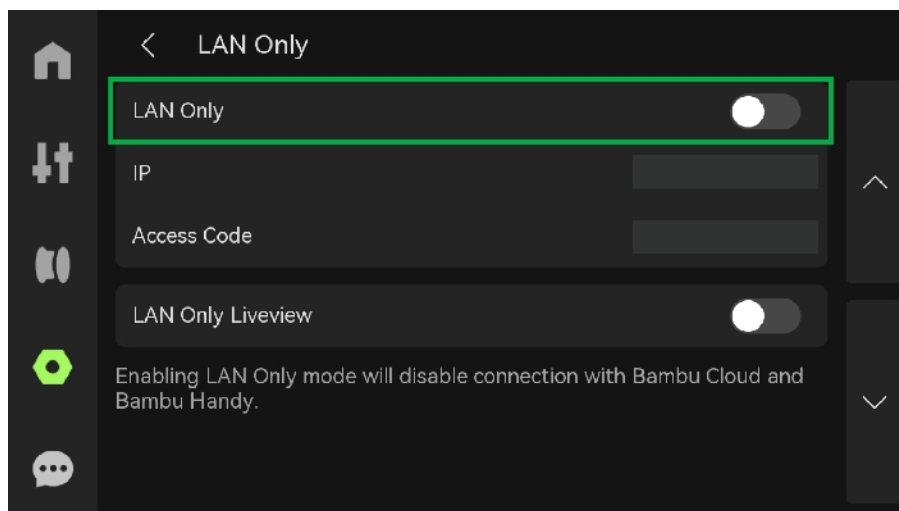 LAN Only
LAN Only
IP
Access Code
LAN Only Liveview
Enabling LAN Only mode will disable connection with Bambu Cloud and
Bambu Handy.